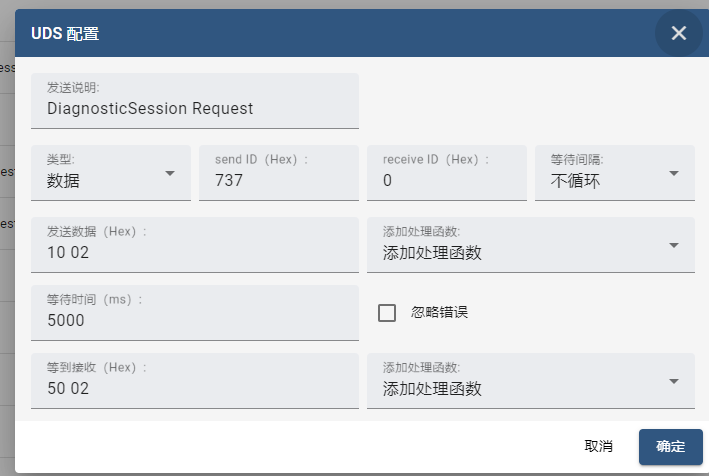 UDS 配置
ess
发送说明:
DiagnosticSession Request
类型:
数据
send ID（Hex）:
737
receive ID（Hex）:
0
等待间隔:
不循环
est
发送数据（Hex）:
10 02
添加处理函数:
添加处理函数
est
等待时间（ms）:
5000
忽略错误
等到接收（Hex）:
50 02
添加处理函数:
添加处理函数
取消
确定